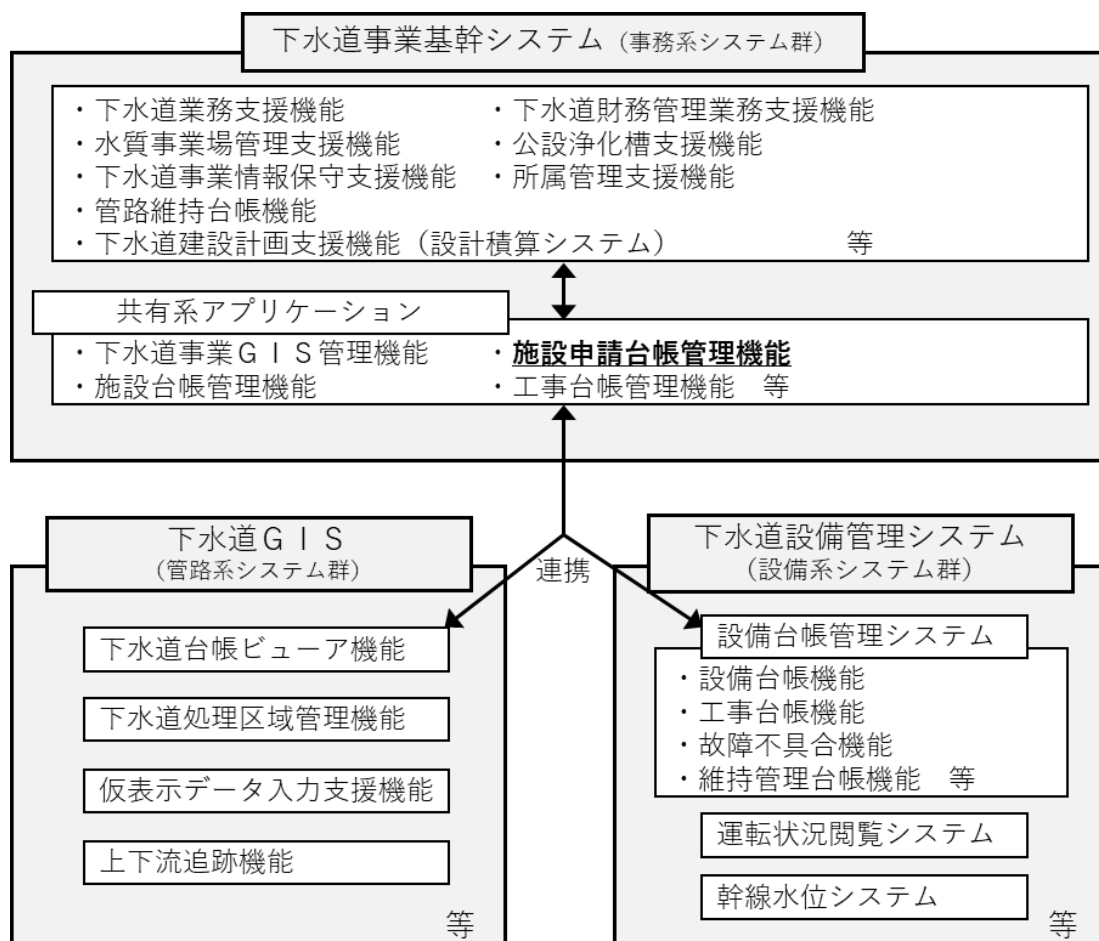 下水道事業基幹システム（事務系システム群）
・下水道業務支援機能　・下水道財務管理業務支援機能
・水質事業場管理支援機能　・公設浄化槽支援機能
・下水道事業情報保守支援機能　・所属管理支援機能
・管路維持台帳機能
・下水道建設計画支援機能（設計積算システム）　等
共有系アプリケーション
・下水道事業ＧＩＳ管理機能　・施設申請台帳管理機能
・施設台帳管理機能　・工事台帳管理機能　等
連携
下水道ＧＩＳ
（管路系システム群）
下水道台帳ビューア機能
下水道処理区域管理機能
仮表示データ入力支援機能
上下流追跡機能
等
下水道設備管理システム
（設備系システム群）
設備台帳管理システム
・設備台帳機能
・工事台帳機能
・故障不具合機能
・維持管理台帳機能　等
運転状況閲覧システム
幹線水位システム
等